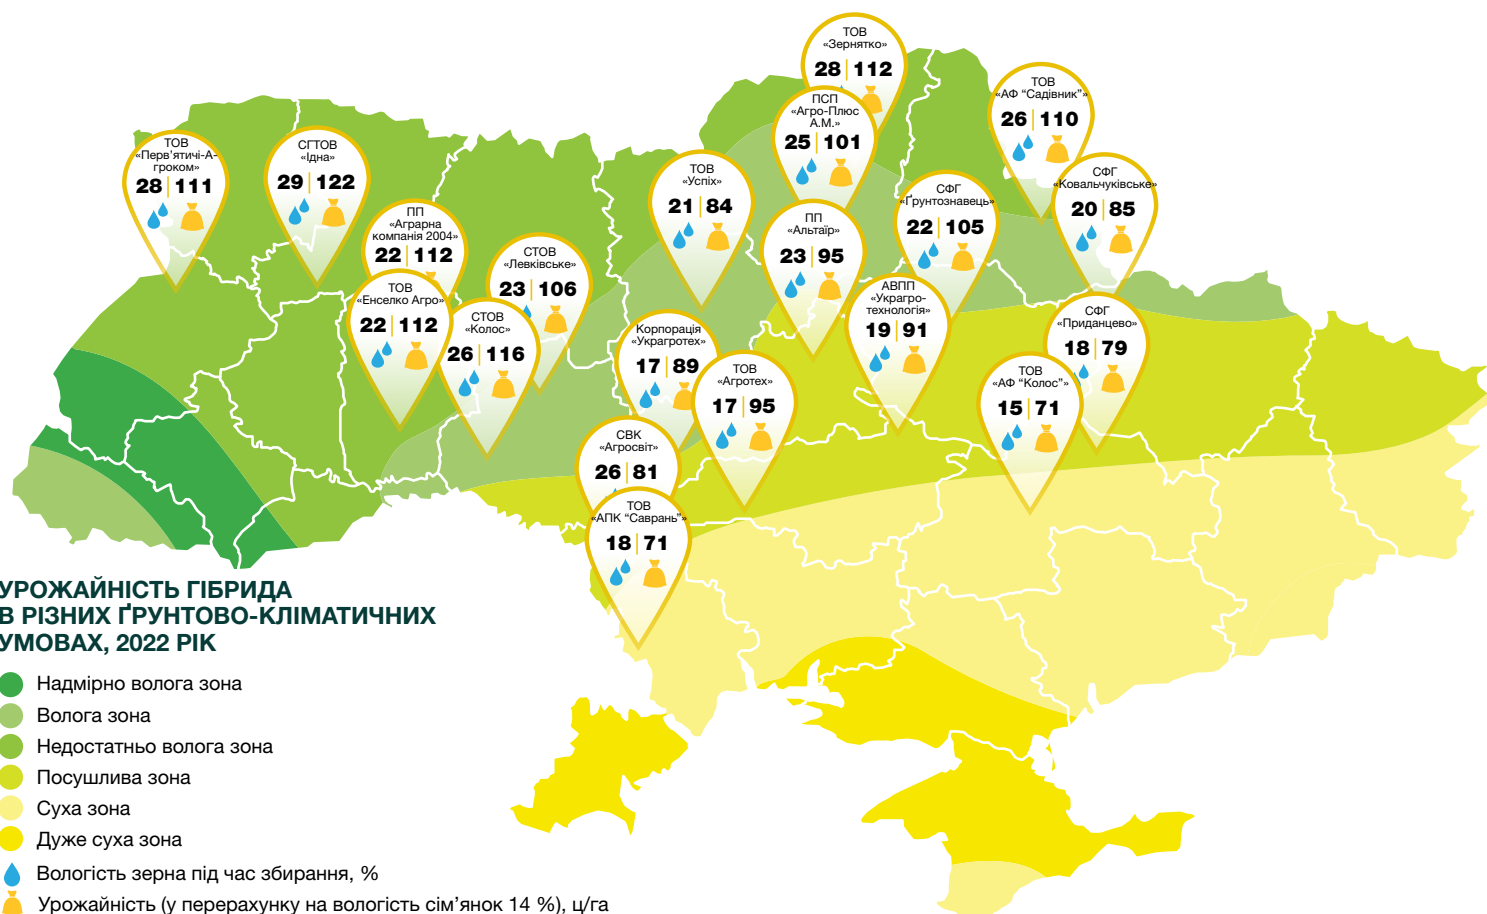 ТОВ
«Зернятко»
28 112
ПСП
«Агро-Плюс
А.М.»
25 101
ТОВ
«АФ “Садівник”»
26 110
ТОВ
«Перв’ятичі-А-
гроком»
28 111
СГТОВ
«Їдна»
29 122
ТОВ
«Успіх»
21 84
СФГ
«Ковальчуківське»
20 85
СФГ
«Ґрунтознавець»
22 105
ПП
«Аграрна
компанія 2004»
22 112
ПП
«Альтаїр»
23 95
СТОВ
«Левківське»
23 106
ТОВ
«Енселко Агро»
22 112
АВПП
«Украгро-
технологія»
19 91
СТОВ
«Колос»
26 116
Корпорація
«Украгротех»
17 89
СФГ
«Приданцево»
18 79
ТОВ
«Агротех»
17 95
ТОВ
«АФ “Колос”»
15 71
СВК
«Агросвіт»
26 81
ТОВ
«АПК “Саврань”»
18 71
УРОЖАЙНІСТЬ ГІБРИДА
В РІЗНИХ ҐРУНТОВО-КЛІМАТИЧНИХ
УМОВАХ, 2022 РІК
Надмірно волога зона
Волога зона
Недостатньо волога зона
Посушлива зона
Суха зона
Дуже суха зона
Вологість зерна під час збирання, %
Урожайність (у перерахунку на вологість сім’янок 14 %), ц/га